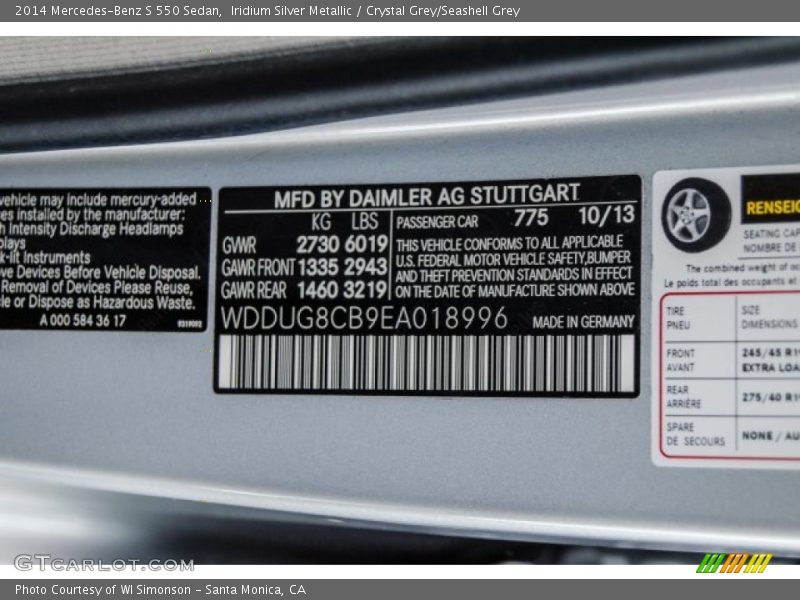 2014 Mercedes-Benz S 550 Sedan,  Iridium Silver Metallic / Crystal Grey/Seashell Grey
vehicle may include mercury-added
es installed by the manufacturer:
h Intensity Discharge Headlamps
plays
k-lit Instruments
ve Devices Before Vehicle Disposal.
Removal of Devices Please Reuse,
le or Dispose as Hazardous Waste.
A 000 584 36 17
MFD BY DAIMLER AG STUTTGART
KG LBS
GVWR 2730 6019
GAWR FRONT 1335 2943
GAWR REAR 1460 3219
PASSENGER CAR 775 10/13
THIS VEHICLE CONFORMS TO ALL APPLICABLE
U.S. FEDERAL MOTOR VEHICLE SAFETY, BUMPER
AND THEFT PREVENTION STANDARDS IN EFFECT
ON THE DATE OF MANUFACTURE SHOWN ABOVE
WDDUG8CB9EA018996 MADE IN GERMANY
RENSEI
SEATING CAP
NOMBRE DE
The combined weight of oc
Le poids total des occupants et
TIRE
PNEU
SIZE
DIMENSIONS
FRONT
AVANT
245/45 R19
EXTRA LOA
REAR
ARRIÈRE
275/40 R19
SPARE
DE SECOURS
NONE / AU
GTCARLOT.COM
Photo Courtesy of WI Simonson - Santa Monica, CA